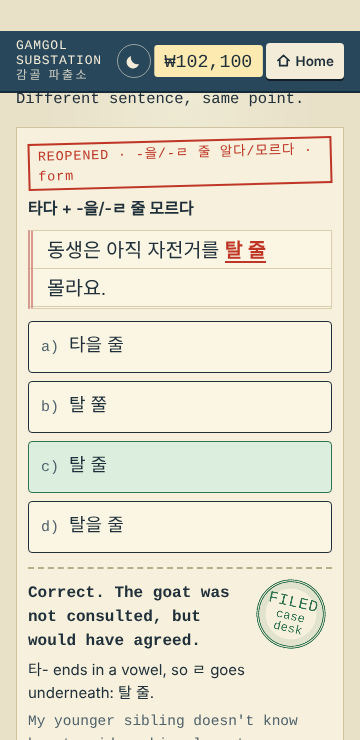 GAMGOL
SUBSTATION
감골 파출소
₩102,100
Home
Different sentence, same point.
REOPENED · -을/-ㄹ 줄 알다/모르다 ·
form
타다 + -을/-ㄹ 줄 모르다
동생은 아직 자전거를 탈 줄
몰라요.
a) 타을 줄
b) 탈 쭐
c) 탈 줄
d) 탈을 줄
Correct. The goat was
not consulted, but
would have agreed.
FILED
case
desk
타- ends in a vowel, so ㄹ goes
underneath: 탈 줄.
My younger sibling doesn't know